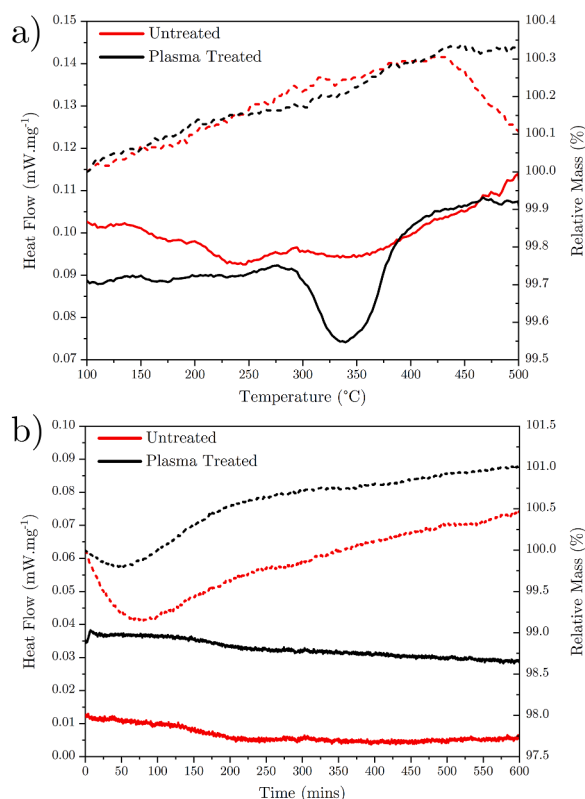 a)
Untreated
Plasma Treated
Heat Flow (mW.mg-1)
0.15
0.14
0.13
0.12
0.11
0.10
0.09
0.08
0.07
100.4
100.3
100.2
100.1
100.0
99.9
99.8
99.7
99.6
99.5
Relative Mass (%)
100 150 200 250 300 350 400 450 500
Temperature (°C)
b)
Untreated
Plasma Treated
Heat Flow (mW.mg-1)
0.10
0.09
0.08
0.07
0.06
0.05
0.04
0.03
0.02
0.01
0.00
101.5
101.0
100.5
100.0
99.5
99.0
98.5
98.0
97.5
Relative Mass (%)
0 50 100 150 200 250 300 350 400 450 500 550 600
Time (mins)